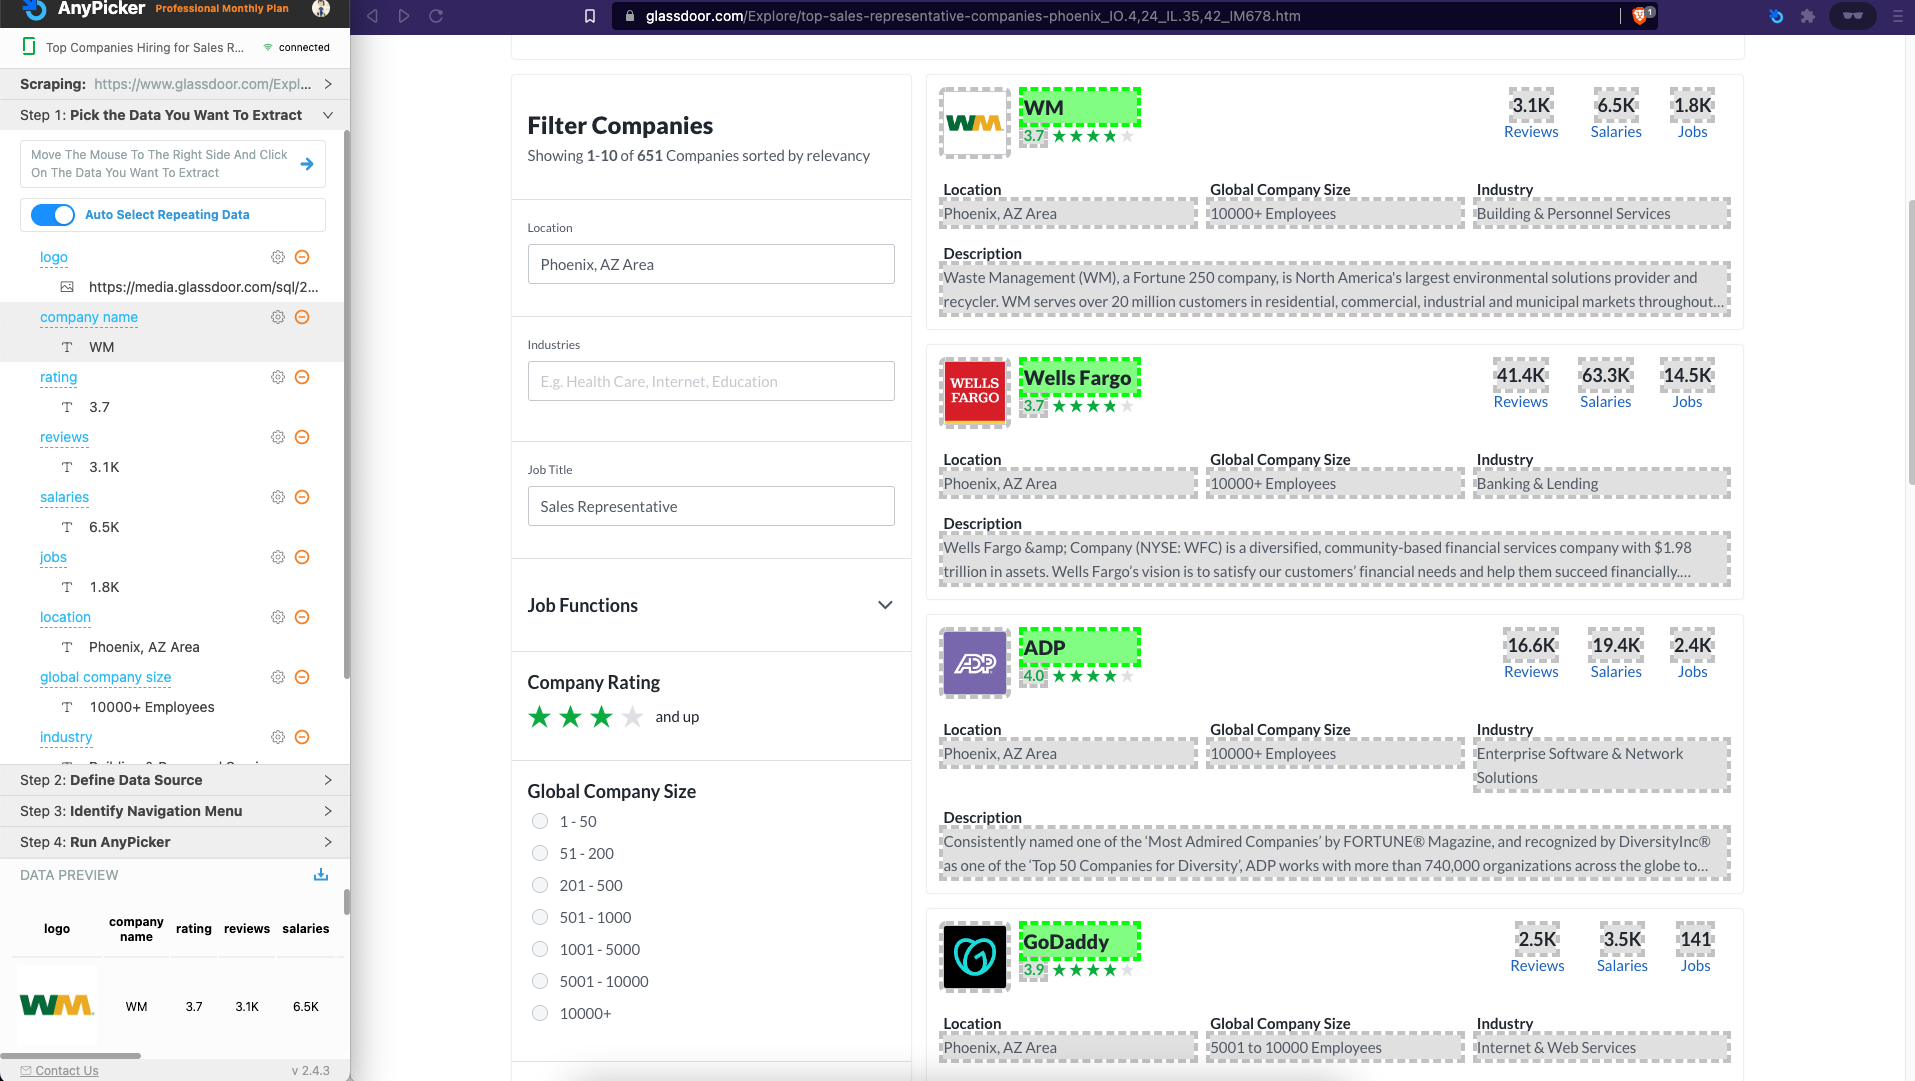 AnyPicker Professional Monthly Plan
Top Companies Hiring for Sales R... connected
Scraping: https://www.glassdoor.com/Expl...
Step 1: Pick the Data You Want To Extract
Move The Mouse To The Right Side And Click
On The Data You Want To Extract
Auto Select Repeating Data
logo
https://media.glassdoor.com/sql/2...
company name
WM
rating
3.7
reviews
3.1K
salaries
6.5K
jobs
1.8K
location
Phoenix, AZ Area
global company size
10000+ Employees
industry
Step 2: Define Data Source
Step 3: Identify Navigation Menu
Step 4: Run AnyPicker
DATA PREVIEW
logo company name rating reviews salaries
WM WM 3.7 3.1K 6.5K
Contact Us v 2.4.3
glassdoor.com/Explore/top-sales-representative-companies-phoenix_IO.4,24_IL.35,42_IM678.htm 1
Filter Companies
Showing 1-10 of 651 Companies sorted by relevancy
Location
Phoenix, AZ Area
Industries
E.g. Health Care, Internet, Education
Job Title
Sales Representative
Job Functions
Company Rating
and up
Global Company Size
1 - 50
51 - 200
201 - 500
501 - 1000
1001 - 5000
5001 - 10000
10000+
WM WM 3.1K 6.5K 1.8K
3.7 Reviews Salaries Jobs
Location Global Company Size Industry
Phoenix, AZ Area 10000+ Employees Building & Personnel Services
Description
Waste Management (WM), a Fortune 250 company, is North America's largest environmental solutions provider and
recycler. WM serves over 20 million customers in residential, commercial, industrial and municipal markets throughout...
WELLS FARGO Wells Fargo 41.4K 63.3K 14.5K
3.7 Reviews Salaries Jobs
Location Global Company Size Industry
Phoenix, AZ Area 10000+ Employees Banking & Lending
Description
Wells Fargo &amp; Company (NYSE: WFC) is a diversified, community-based financial services company with $1.98
trillion in assets. Wells Fargo’s vision is to satisfy our customers’ financial needs and help them succeed financially....
ADP ADP 16.6K 19.4K 2.4K
4.0 Reviews Salaries Jobs
Location Global Company Size Industry
Phoenix, AZ Area 10000+ Employees Enterprise Software & Network
Solutions
Description
Consistently named one of the ‘Most Admired Companies’ by FORTUNE® Magazine, and recognized by DiversityInc®
as one of the ‘Top 50 Companies for Diversity’, ADP works with more than 740,000 organizations across the globe to...
GoDaddy 2.5K 3.5K 141
3.9 Reviews Salaries Jobs
Location Global Company Size Industry
Phoenix, AZ Area 5001 to 10000 Employees Internet & Web Services